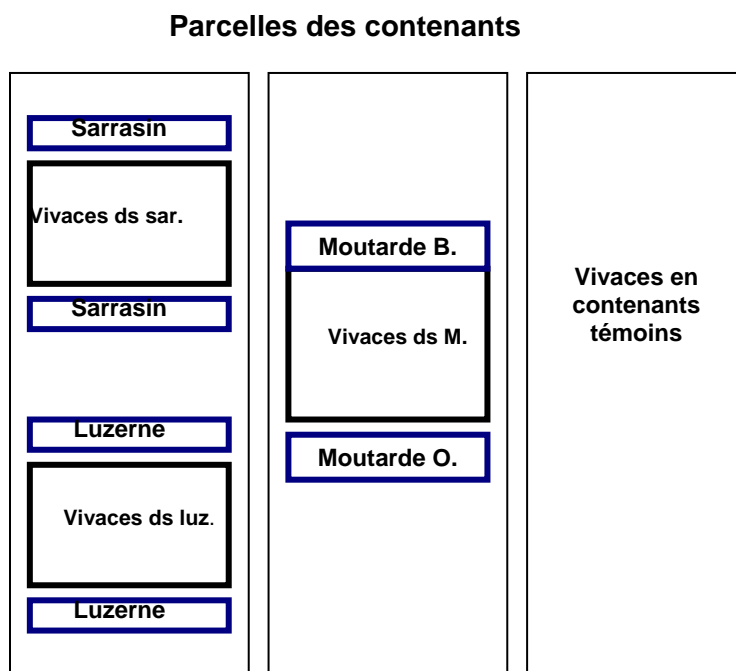 Parcelles des contenants
Sarrasin
Vivaces ds sar.
Sarrasin
Luzerne
Vivaces ds luz.
Luzerne
Moutarde B.
Vivaces ds M.
Moutarde O.
Vivaces en
contenants
témoins